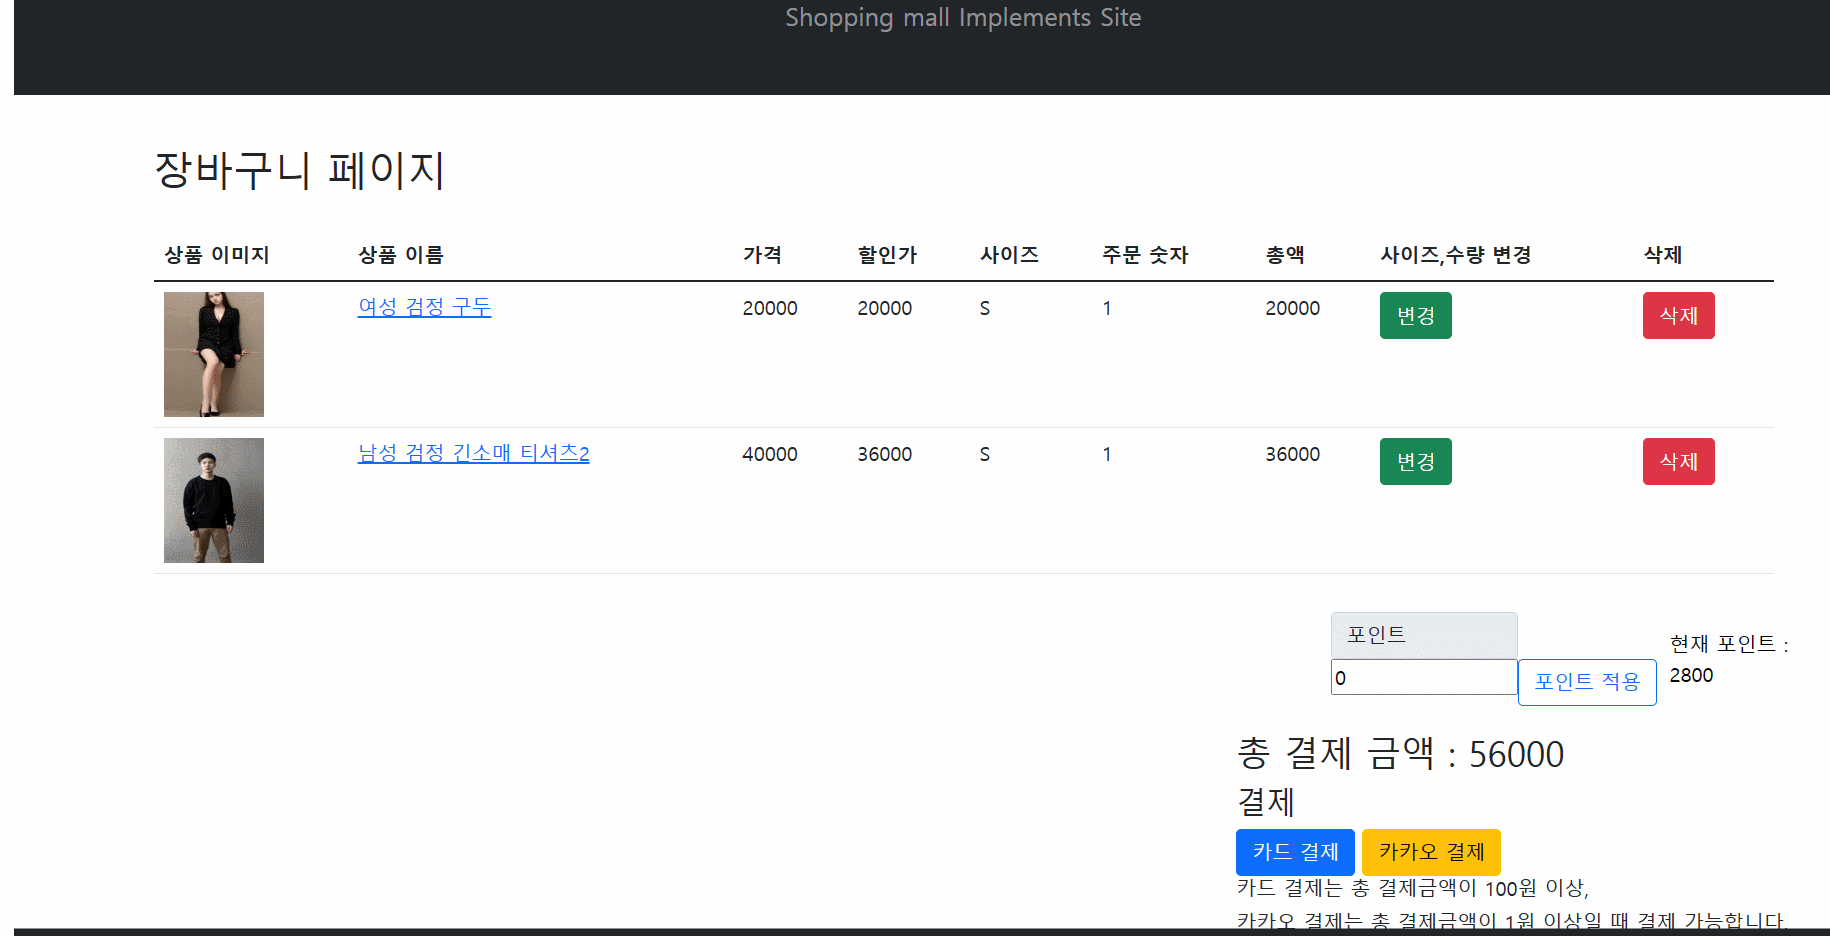 Shopping mall Implements Site
장바구니 페이지
상품 이미지 상품 이름 가격 할인가 사이즈 주문 숫자 총액 사이즈,수량 변경 삭제
여성 검정 구두 20000 20000 S 1 20000 변경 삭제
남성 검정 긴소매 티셔츠2 40000 36000 S 1 36000 변경 삭제
포인트
현재 포인트 :
0 포인트 적용 2800
총 결제 금액 : 56000
결제
카드 결제 카카오 결제
카드 결제는 총 결제금액이 100원 이상,
카카오 결제는 총 결제금액이 1원 이상일 때 결제 가능합니다.